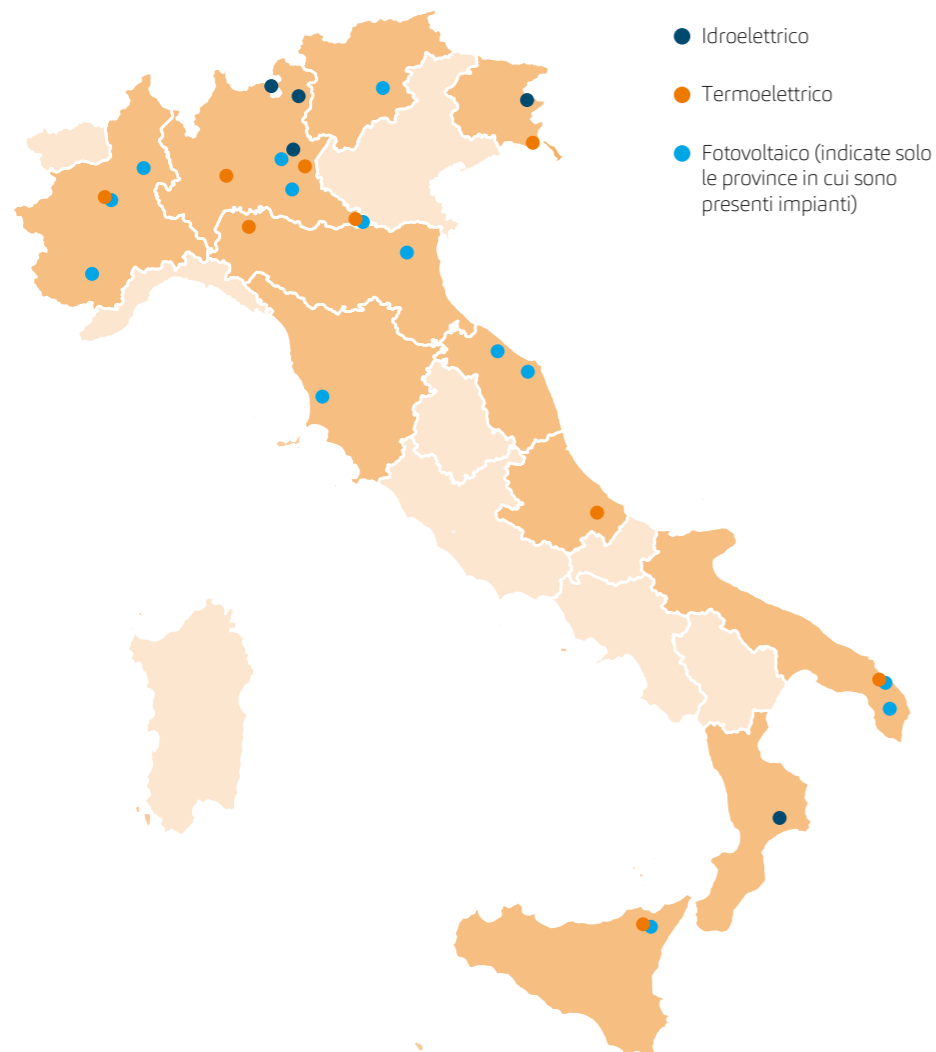 Idroelettrico
Termoelettrico
Fotovoltaico (indicate solo
le province in cui sono
presenti impianti)